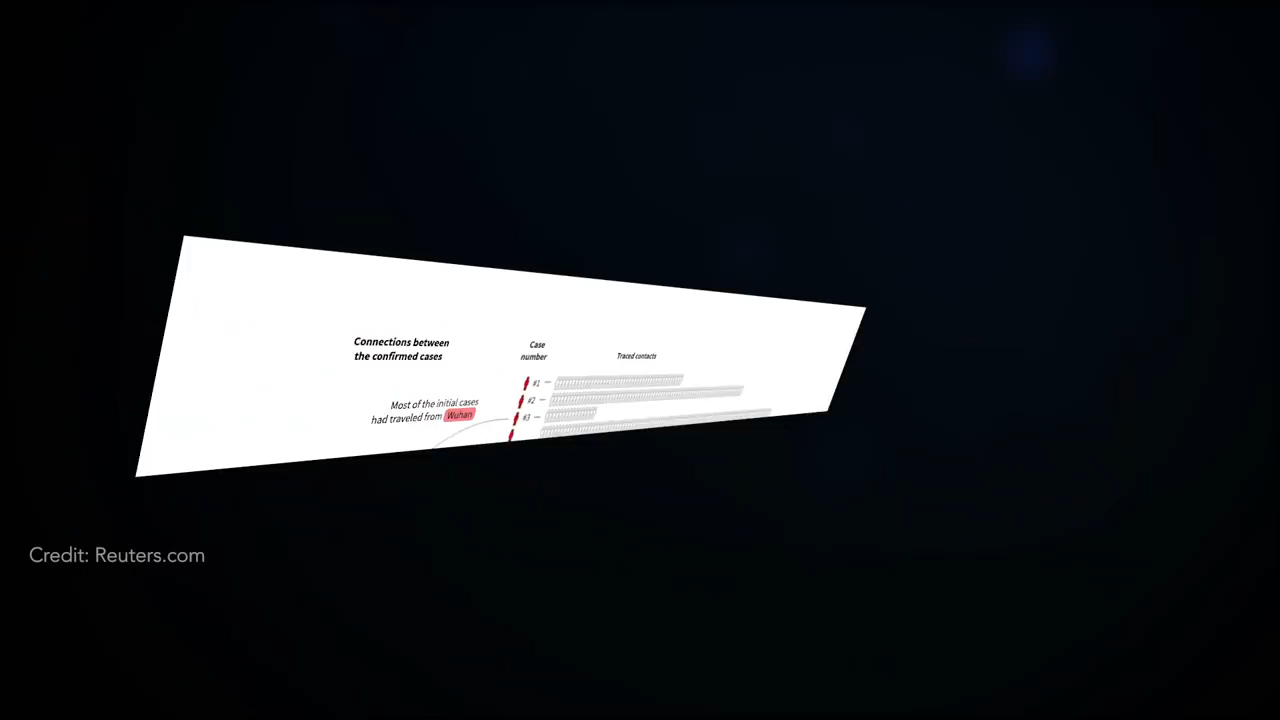 Connections between
the confirmed cases
Case
number
Traced contacts
#1
#2
Most of the initial cases
had traveled from Wuhan
#3
Credit: Reuters.com